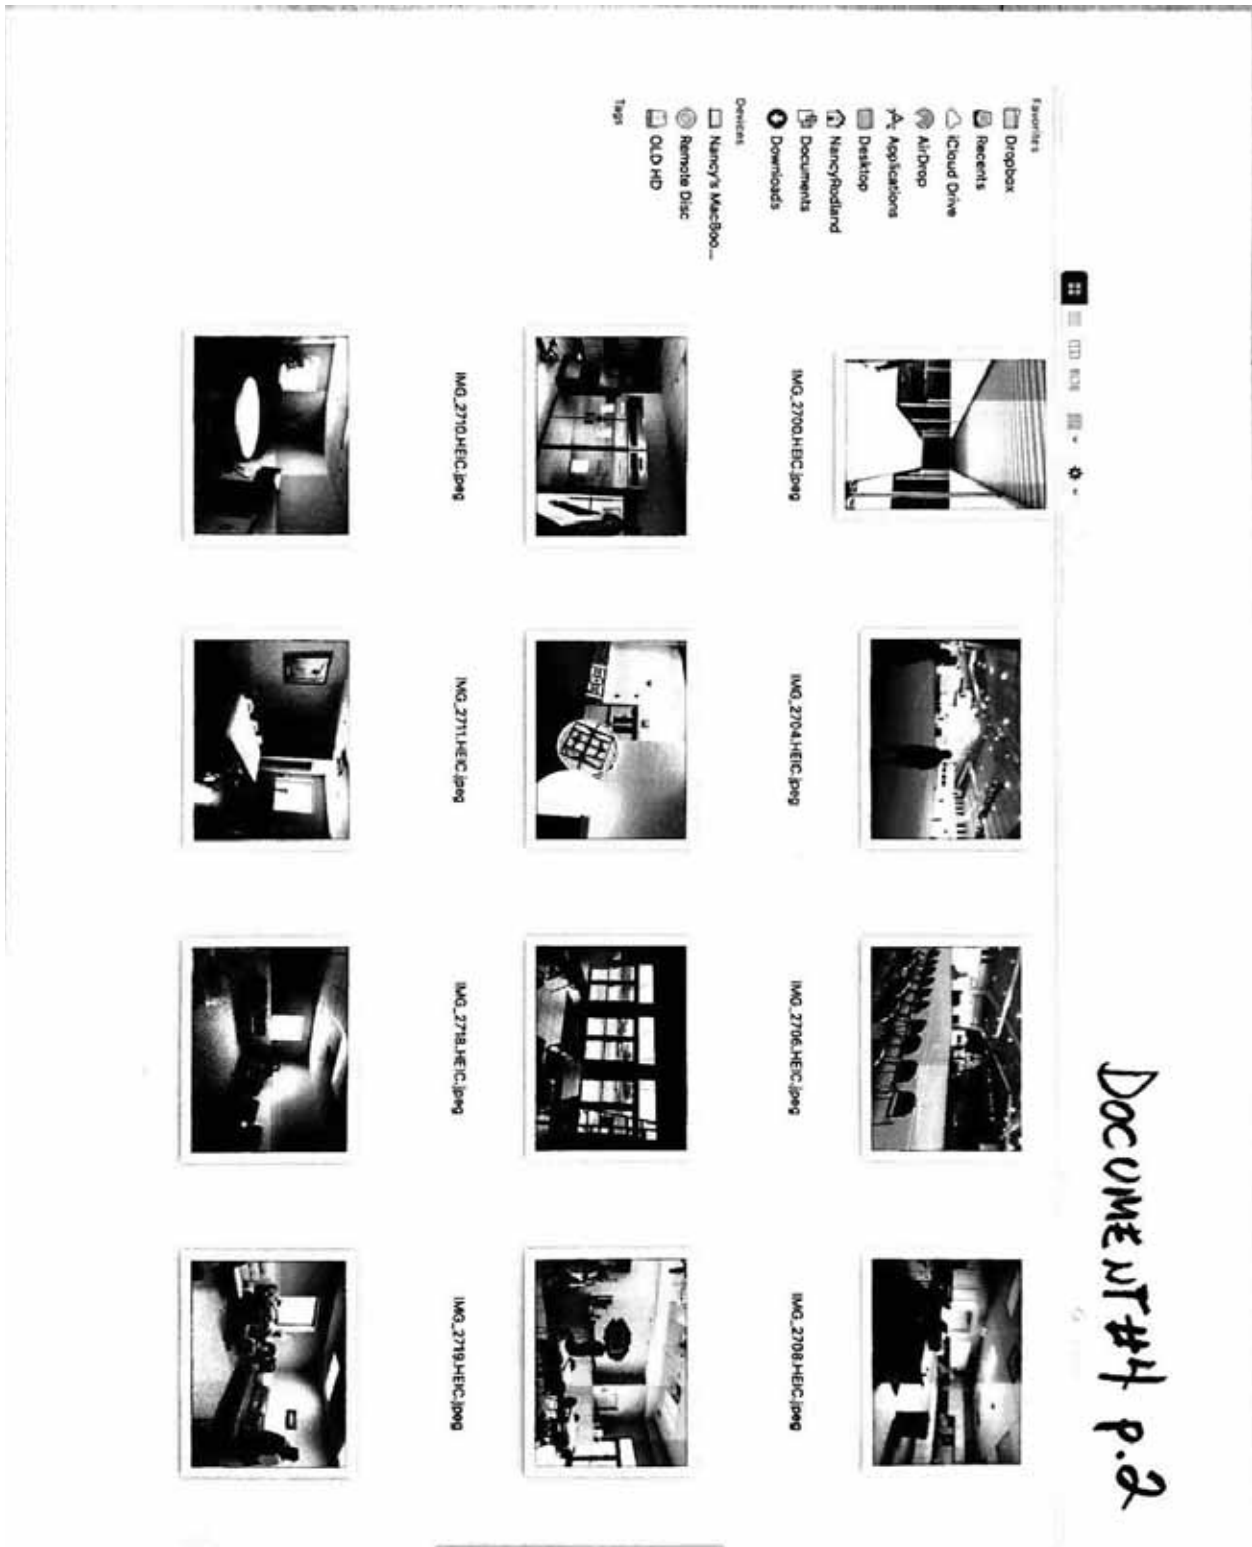 DOCUMENT #4 p.2
Favorites
Dropbox
Recents
iCloud Drive
AirDrop
Applications
Desktop
NancyRodland
Documents
Downloads
Devices
Nancy's MacBoo...
Remote Disc
OLD HD
Tags
IMG_2700.HEIC.jpeg
IMG_2704.HEIC.jpeg
IMG_2706.HEIC.jpeg
IMG_2708.HEIC.jpeg
IMG_2710.HEIC.jpeg
IMG_2711.HEIC.jpeg
IMG_2718.HEIC.jpeg
IMG_2719.HEIC.jpeg